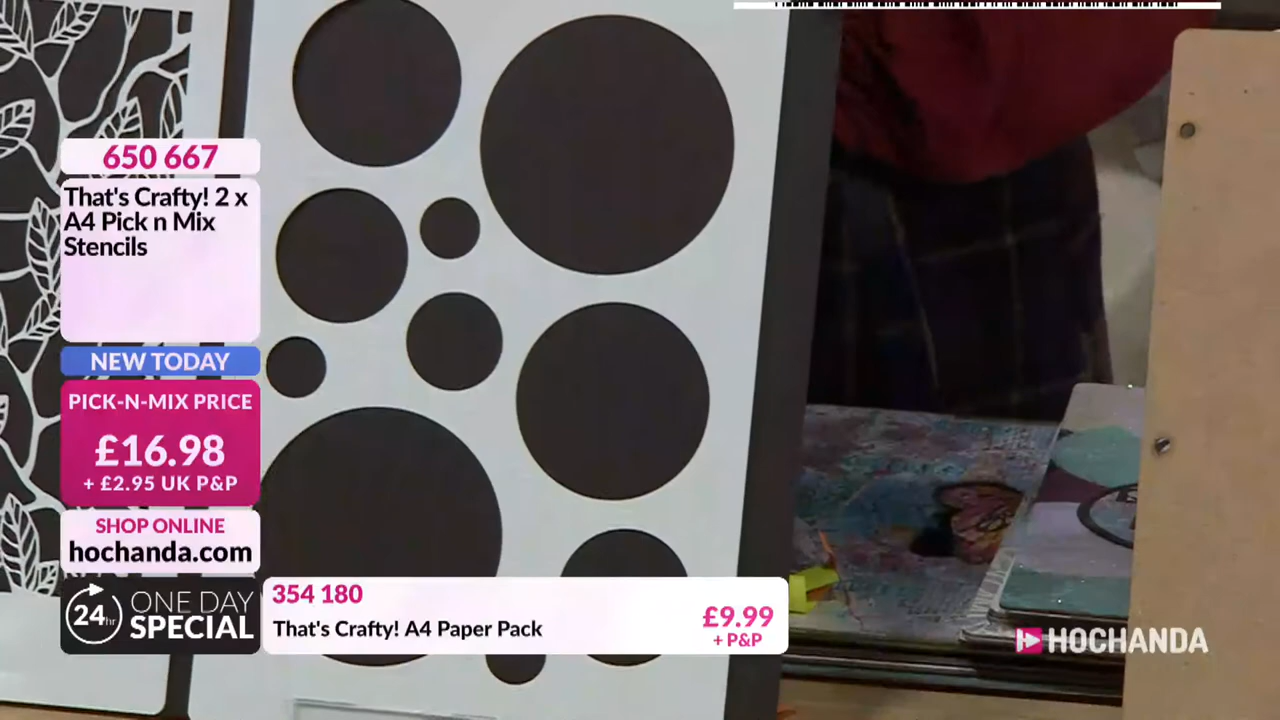 650 667
That's Crafty! 2 x
A4 Pick n Mix
Stencils
NEW TODAY
PICK-N-MIX PRICE
£16.98
+ £2.95 UK P&P
SHOP ONLINE
hochanda.com
24hr
ONE DAY
SPECIAL
354 180
That's Crafty! A4 Paper Pack
£9.99
+ P&P
HOCHANDA